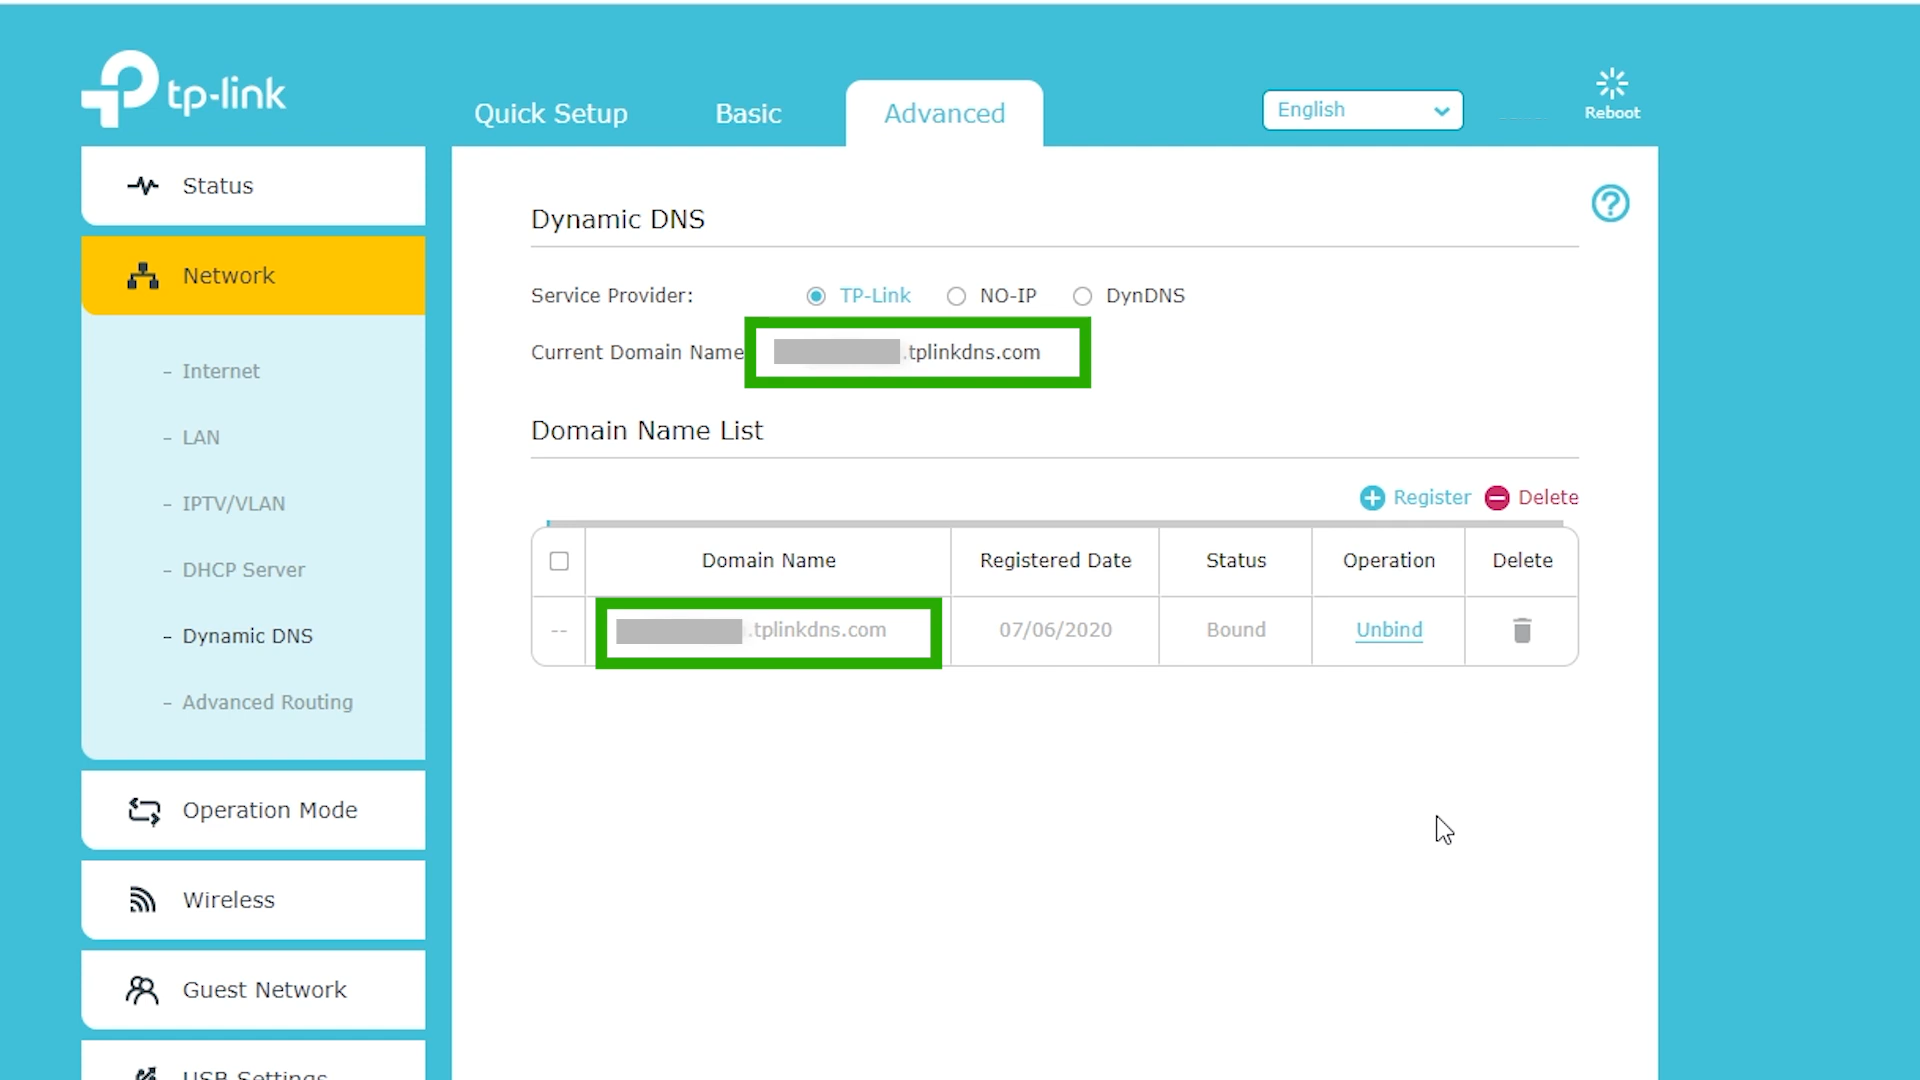 tp-link
Quick Setup
Basic
Advanced
English
Reboot
Status
Network
- Internet
- LAN
- IPTV/VLAN
- DHCP Server
- Dynamic DNS
- Advanced Routing
Operation Mode
Wireless
Guest Network
USB Settings
Dynamic DNS
?
Service Provider: TP-Link NO-IP DynDNS
Current Domain Name .tplinkdns.com
Domain Name List
Register Delete
Domain Name Registered Date Status Operation Delete
-- .tplinkdns.com 07/06/2020 Bound Unbind